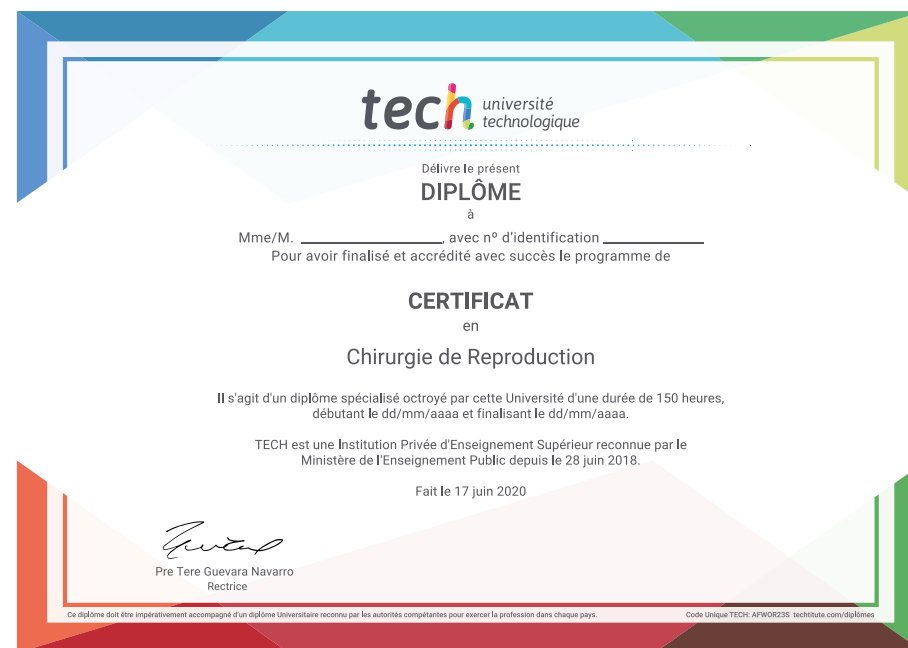 tech université
technologique
Délivre le présent
DIPLÔME
à
Mme/M. ____________________, avec nº d'identification ______________
Pour avoir finalisé et accrédité avec succès le programme de
CERTIFICAT
en
Chirurgie de Reproduction
Il s'agit d'un diplôme spécialisé octroyé par cette Université d'une durée de 150 heures,
débutant le dd/mm/aaaa et finalisant le dd/mm/aaaa.
TECH est une Institution Privée d'Enseignement Supérieur reconnue par le
Ministère de l'Enseignement Public depuis le 28 juin 2018.
Fait le 17 juin 2020
Pre Tere Guevara Navarro
Rectrice
Ce diplôme doit être impérativement accompagné d'un diplôme Universitaire reconnu par les autorités compétantes pour exercer la profession dans chaque pays.
Code Unique TECH: AFWOR23S techtitute.com/diplômes